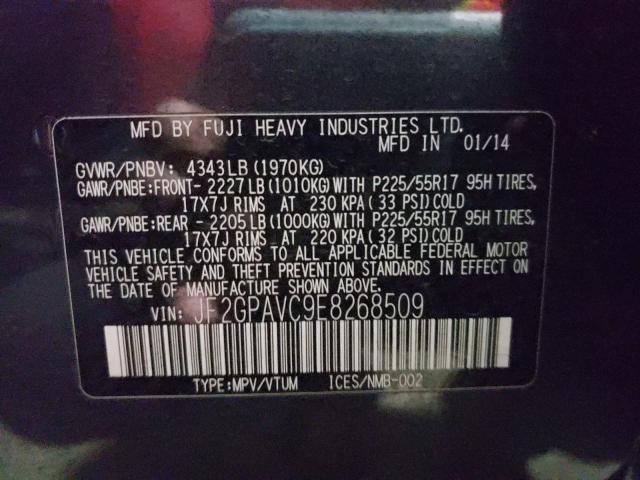 MFD BY FUJI HEAVY INDUSTRIES LTD.
MFD IN 01/14
GVWR/PNBV: 4343LB (1970KG)
GAWR/PNBE:FRONT- 2227LB (1010KG) WITH P225/55R17 95H TIRES,
17X7J RIMS AT 230 KPA (33 PSI) COLD
GAWR/PNBE:REAR - 2205LB (1000KG) WITH P225/55R17 95H TIRES,
17X7J RIMS AT 220 KPA (32 PSI) COLD
THIS VEHICLE CONFORMS TO ALL APPLICABLE FEDERAL MOTOR
VEHICLE SAFETY AND THEFT PREVENTION STANDARDS IN EFFECT ON
THE DATE OF MANUFACTURE SHOWN ABOVE.
VIN: JF2GPAVC9E8268509
TYPE:MPV/VTUM ICES/NMB-002